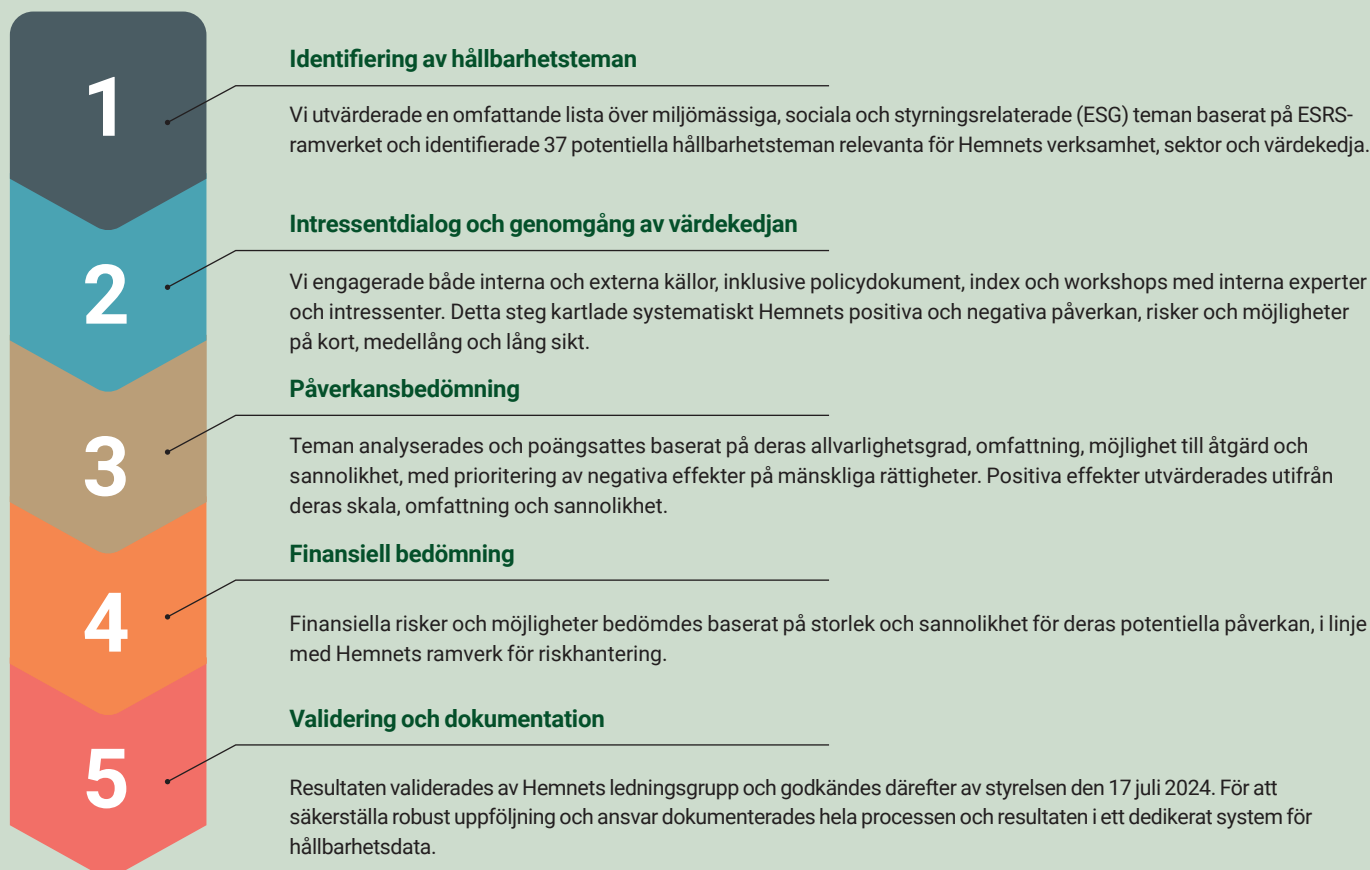 1
Identifiering av hållbarhetsteman
Vi utvärderade en omfattande lista över miljömässiga, sociala och styrningsrelaterade (ESG) teman baserat på ESRS-
ramverket och identifierade 37 potentiella hållbarhetsteman relevanta för Hemnets verksamhet, sektor och värdekedja.
2
Intressentdialog och genomgång av värdekedjan
Vi engagerade både interna och externa källor, inklusive policydokument, index och workshops med interna experter
och intressenter. Detta steg kartlade systematiskt Hemnets positiva och negativa påverkan, risker och möjligheter
på kort, medellång och lång sikt.
3
Påverkansbedömning
Teman analyserades och poängsattes baserat på deras allvarlighetsgrad, omfattning, möjlighet till åtgärd och
sannolikhet, med prioritering av negativa effekter på mänskliga rättigheter. Positiva effekter utvärderades utifrån
deras skala, omfattning och sannolikhet.
4
Finansiell bedömning
Finansiella risker och möjligheter bedömdes baserat på storlek och sannolikhet för deras potentiella påverkan, i linje
med Hemnets ramverk för riskhantering.
5
Validering och dokumentation
Resultaten validerades av Hemnets ledningsgrupp och godkändes därefter av styrelsen den 17 juli 2024. För att
säkerställa robust uppföljning och ansvar dokumenterades hela processen och resultaten i ett dedikerat system för
hållbarhetsdata.